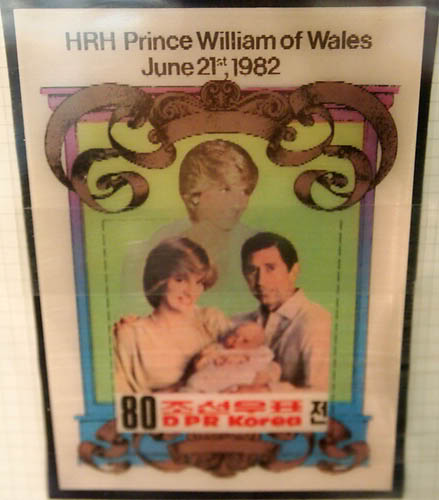 HRH Prince William of Wales
June 21st, 1982
80 조선우표 전
DPR Korea